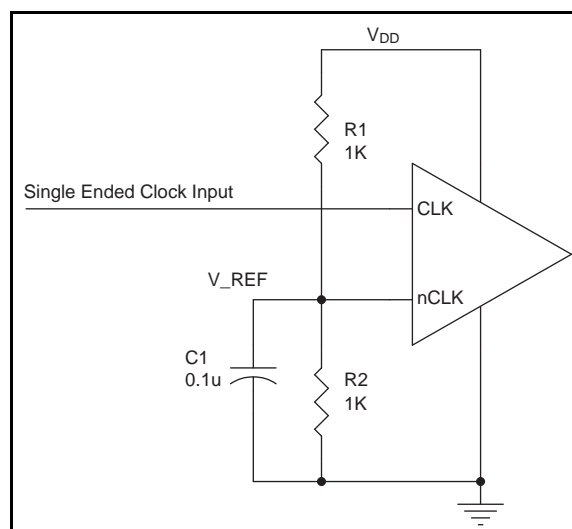 VDD
R1
1K
Single Ended Clock Input
CLK
V_REF
nCLK
C1
0.1u
R2
1K